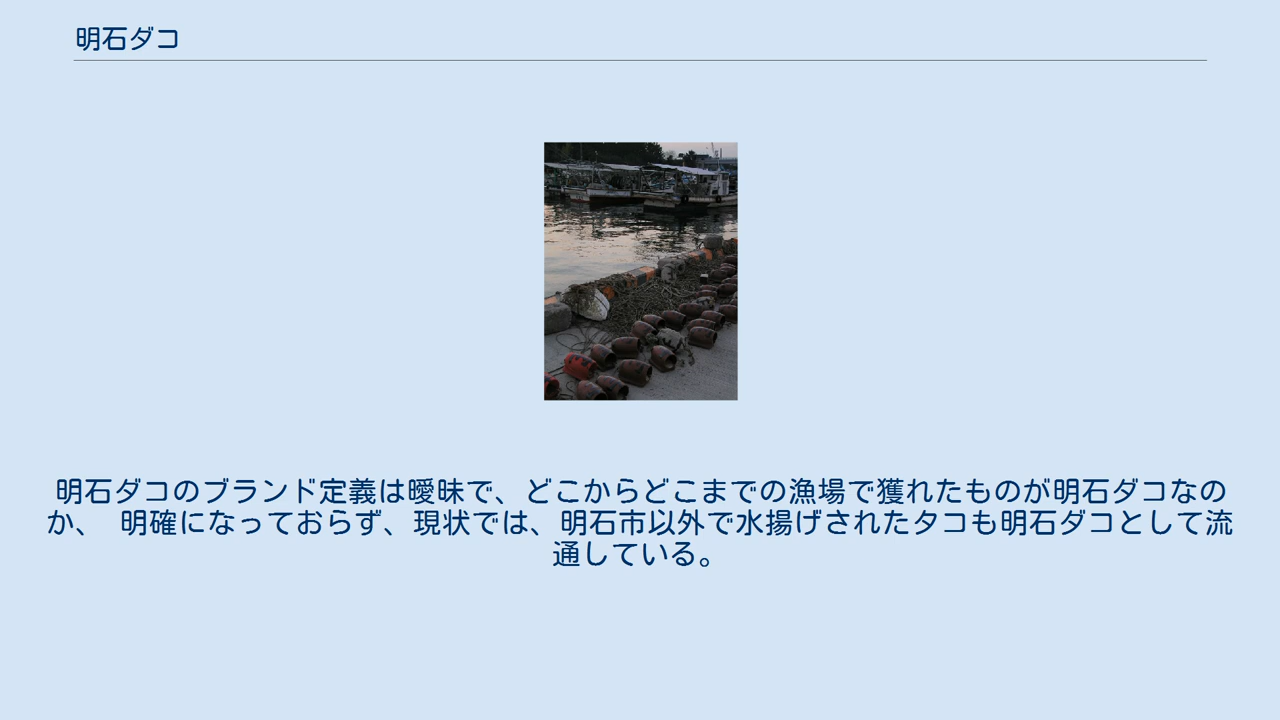 明石ダコ
明石ダコのブランド定義は曖昧で、どこからどこまでの漁場で獲れたものが明石ダコなの
か、 明確になっておらず、現状では、明石市以外で水揚げされたタコも明石ダコとして流
通している。